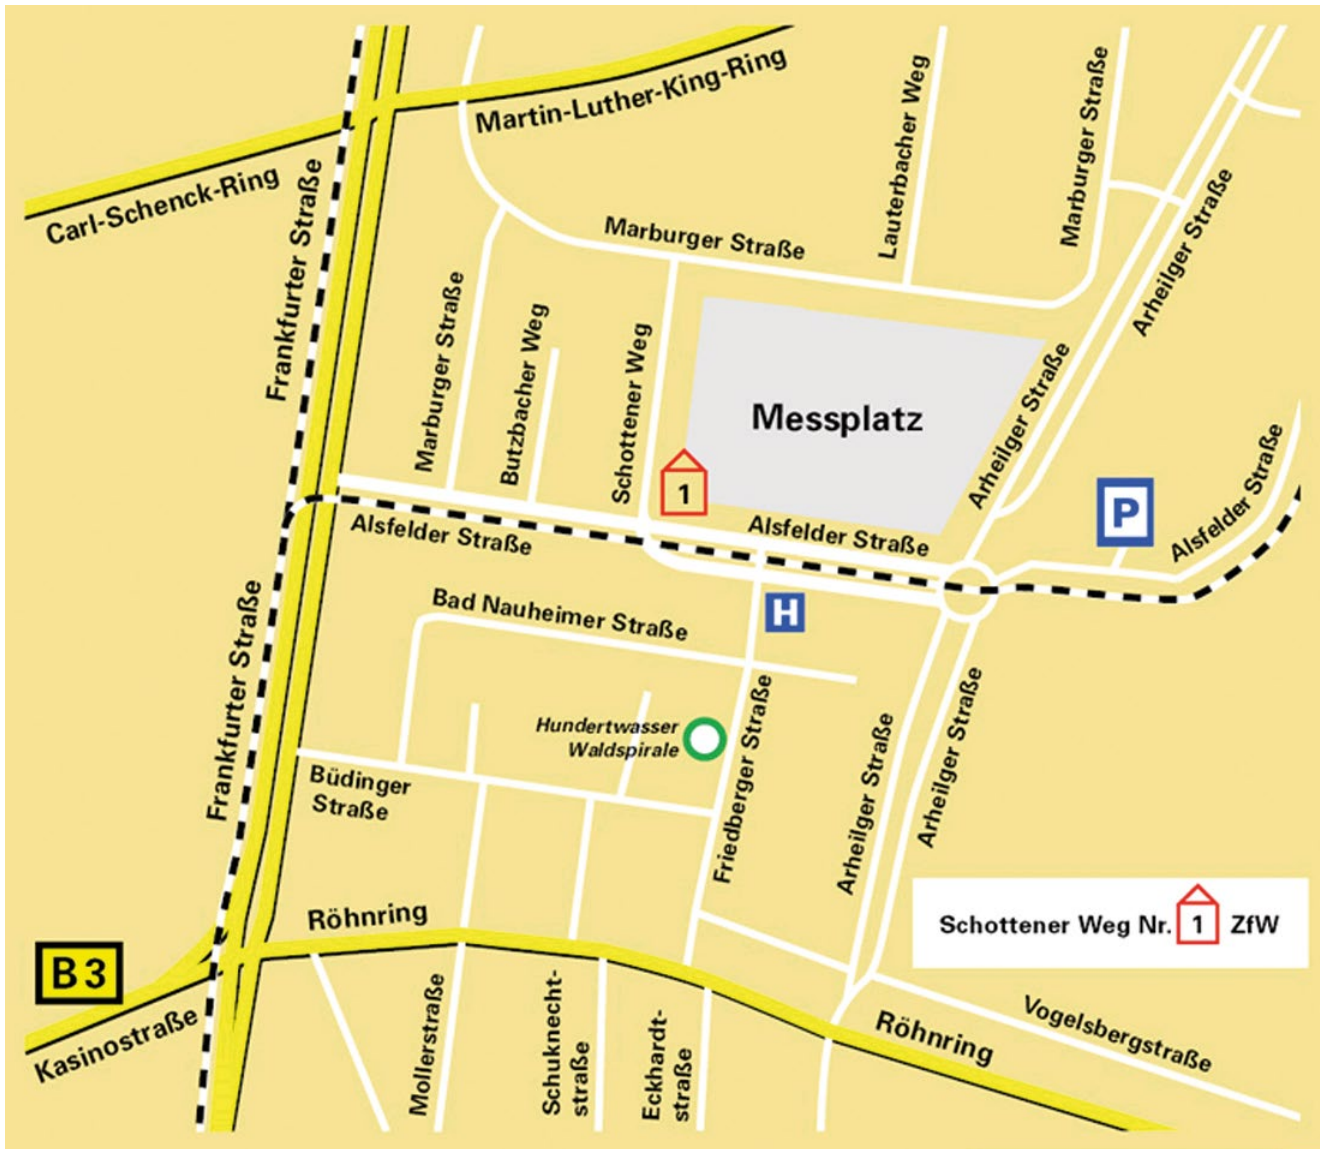 Martin-Luther-King-Ring
Carl-Schenck-Ring
Frankfurter Straße
Lauterbacher Weg
Marburger Straße
Arheilger Straße
Marburger Straße
Marburger Straße
Butzbacher Weg
Schottener Weg
Messplatz
Arheilger Straße
1
P
Alsfelder Straße
Alsfelder Straße
Alsfelder Straße
H
Bad Nauheimer Straße
Frankfurter Straße
Hundertwasser
Waldspirale
Friedberger Straße
Arheilger Straße
Arheilger Straße
Büdinger
Straße
Röhnring
Schottener Weg Nr. 1 ZfW
B 3
Kasinostraße
Mollerstraße
Schuknecht-
straße
Eckhardt-
straße
Röhnring
Vogelsbergstraße